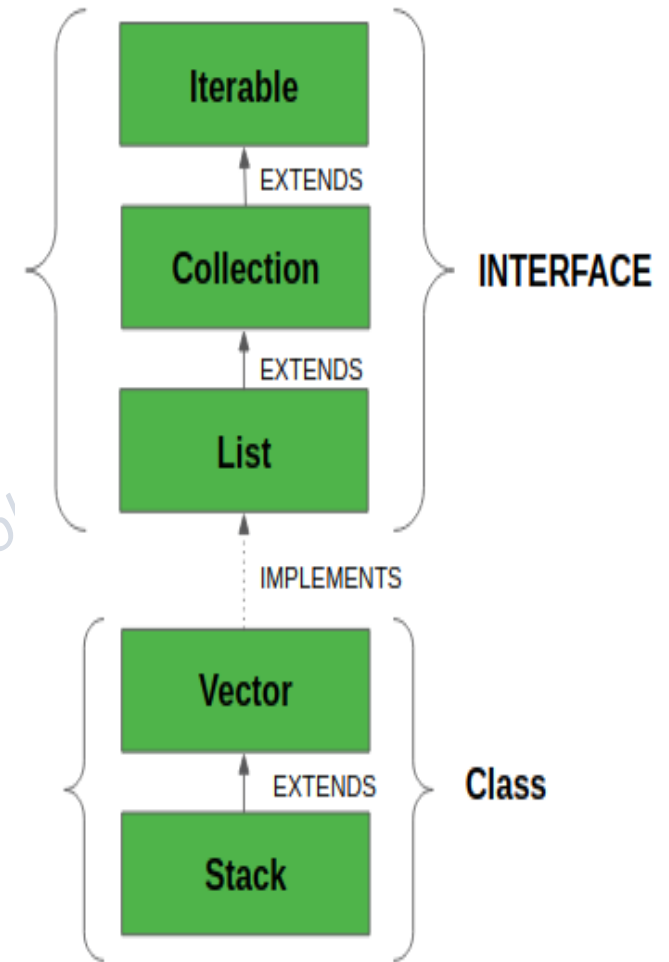 Iterable
EXTENDS
Collection
INTERFACE
EXTENDS
List
IMPLEMENTS
Vector
EXTENDS
Class
Stack